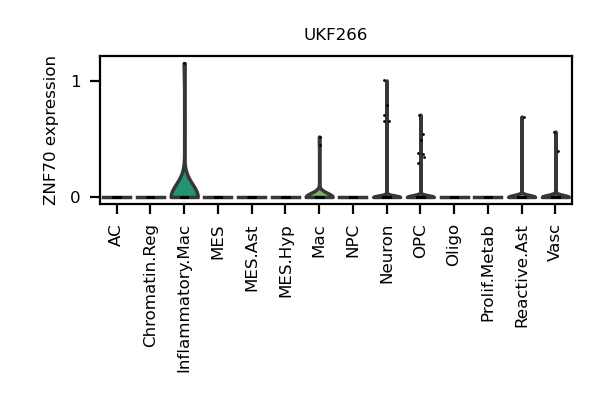 UKF266
ZNF70 expression
1
0
AC
Chromatin.Reg
Inflammatory.Mac
MES
MES.Ast
MES.Hyp
Mac
NPC
Neuron
OPC
Oligo
Prolif.Metab
Reactive.Ast
Vasc